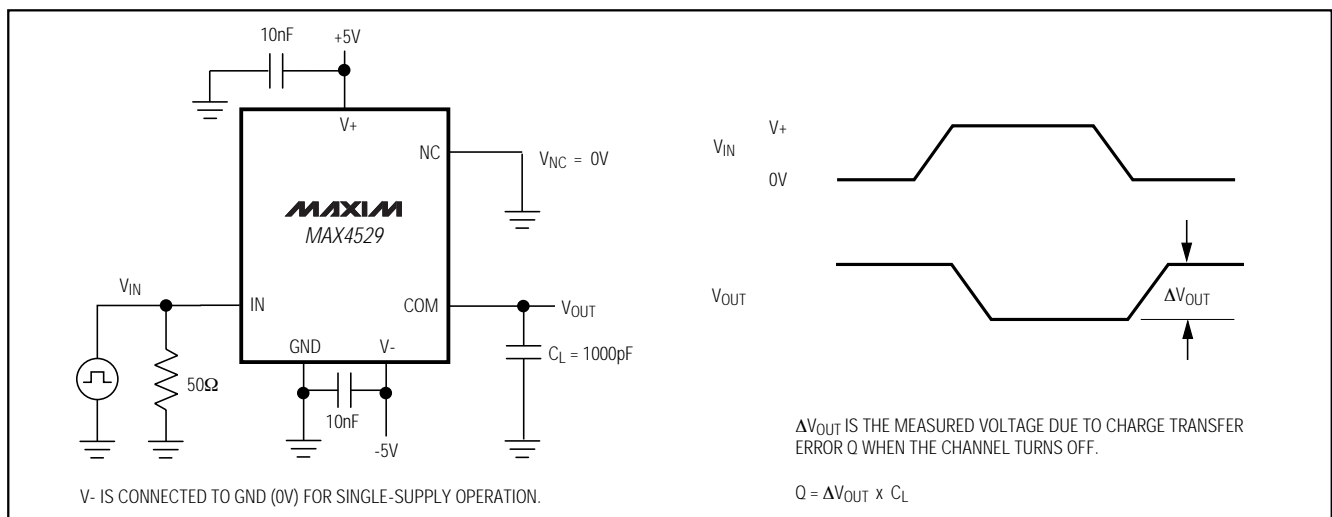 10nF
+5V
V+
NC
VNC = 0V
MAXIM
MAX4529
VIN
IN
COM
VOUT
GND
V-
CL = 1000pF
50Ω
10nF
-5V
V- IS CONNECTED TO GND (0V) FOR SINGLE-SUPPLY OPERATION.
VIN
V+
0V
VOUT
ΔVOUT
ΔVOUT IS THE MEASURED VOLTAGE DUE TO CHARGE TRANSFER
ERROR Q WHEN THE CHANNEL TURNS OFF.
Q = ΔVOUT x CL